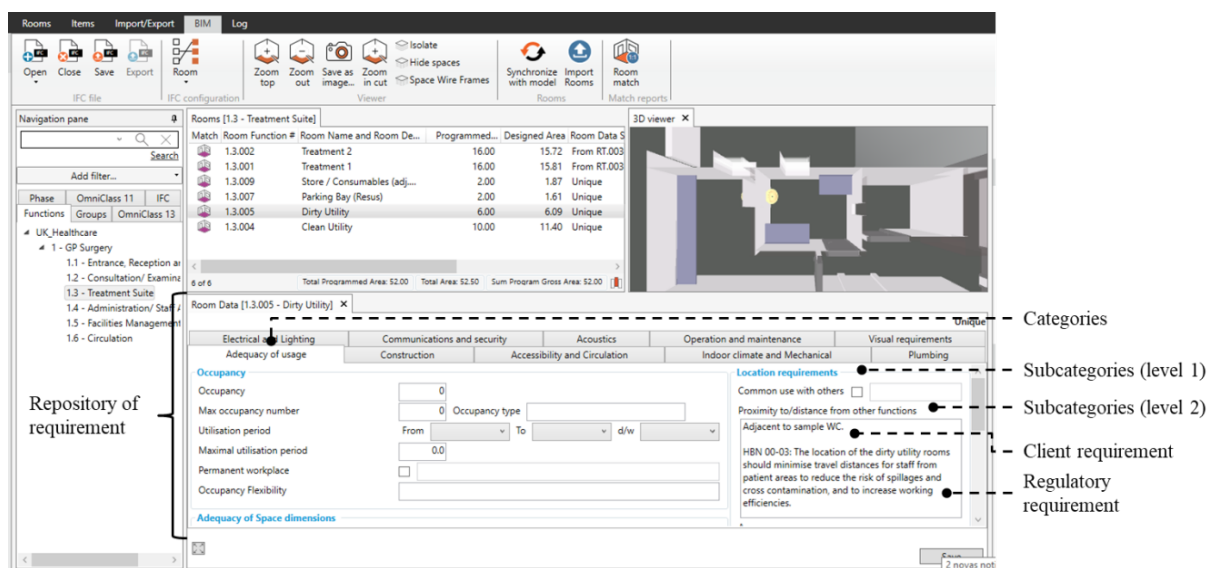 Rooms Items Import/Export BIM Log
Open Close Save Export Room Zoom top Zoom out Save as image... Zoom in cut Isolate
Hide spaces
Space Wire Frames
Synchronize with model Import Rooms Room match
IFC file IFC configuration Viewer Rooms Match reports
Navigation pane
Search
Add filter...
Phase OmniClass 11 IFC
Functions Groups OmniClass 13
UK_Healthcare
1 - GP Surgery
1.1 - Entrance, Reception
1.2 - Consultation/
1.3 - Treatment Suite
1.4 - Administration/ Staff
1.5 - Facilities Management
1.6 - Circulation
Rooms [1.3 - Treatment Suite]
Match Room Function # Room Name and Room De... Programmed... Designed Area Room Data S
1.3.002 Treatment 2 16.00 15.72 From RT.003
1.3.001 Treatment 1 16.00 15.81 From RT.003
1.3.009 Store / Consumables (adj.... 2.00 1.87 Unique
1.3.007 Parking Bay (Resus) 2.00 1.61 Unique
1.3.005 Dirty Utility 6.00 6.09 Unique
1.3.004 Clean Utility 10.00 11.40 Unique
6 of 6 Total Programmed Area: 52.00 Total Area: 52.50 Sum Program Gross Area: 52.00
3D viewer
Room Data [1.3.005 - Dirty Utility]
Unique
Electrical and Lighting Communications and security Acoustics Operation and maintenance Visual requirements
Adequacy of usage Construction Accessibility and Circulation Indoor climate and Mechanical Plumbing
Occupancy
Occupancy 0
Max occupancy number 0 Occupancy type
Utilisation period From To d/w
Maximal utilisation period 0.0
Permanent workplace
Occupancy Flexibility
Adequacy of Space dimensions
Location requirements
Common use with others
Proximity to/distance from other functions
Adjacent to sample WC.
HBN 00-03: The location of the dirty utility rooms
should minimise travel distances for staff from
patient areas to reduce the risk of spillages and
cross contamination, and to increase working
efficiencies.
2 novas
Repository of
requirement
Categories
Subcategories (level 1)
Subcategories (level 2)
Client requirement
Regulatory
requirement